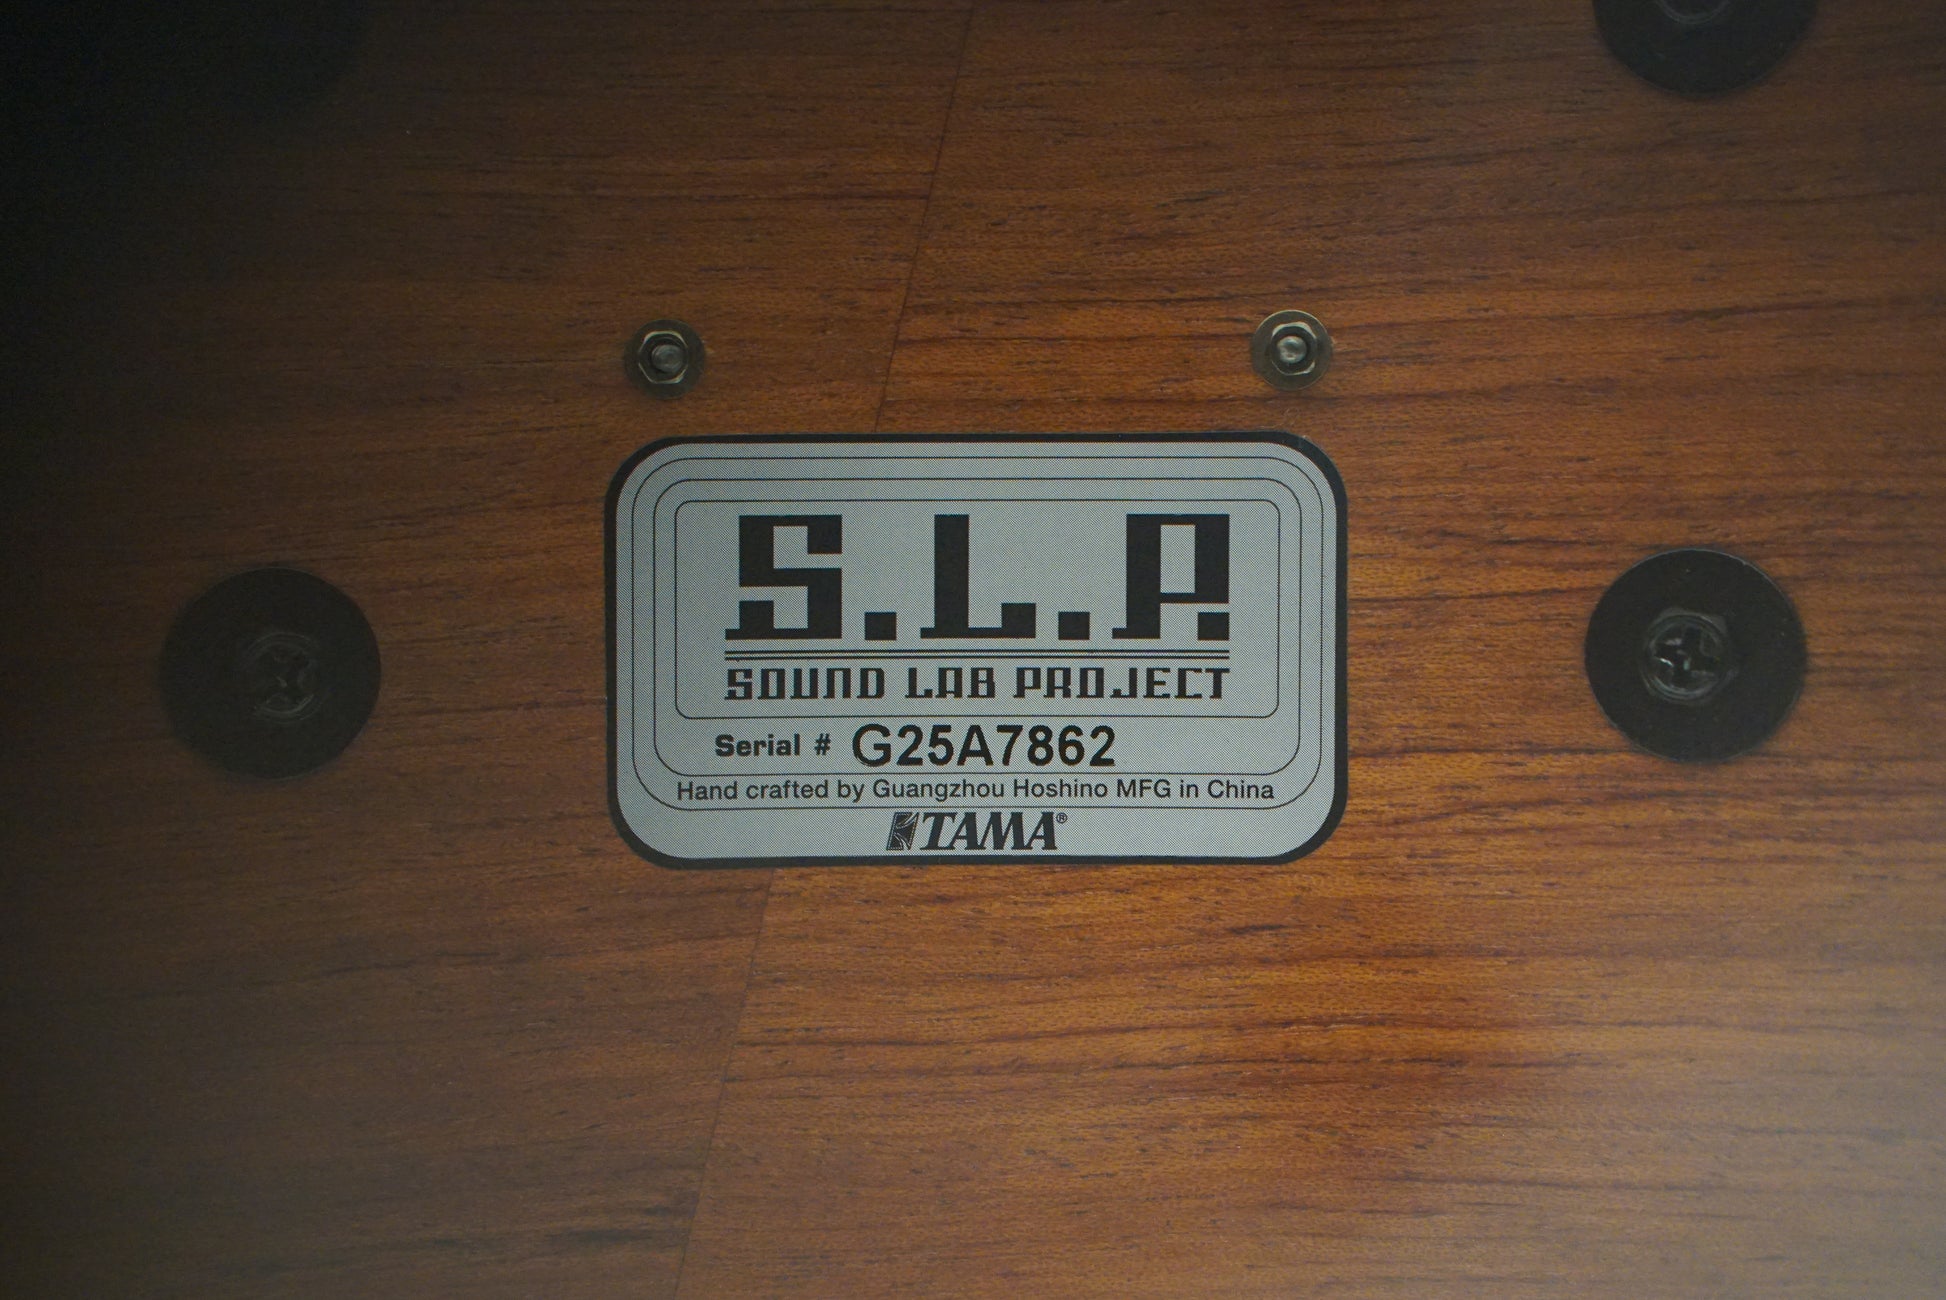 S.L.P.
SOUND LAB PROJECT
Serial # G25A7862
Hand crafted by Guangzhou Hoshino MFG in China
TAMA®